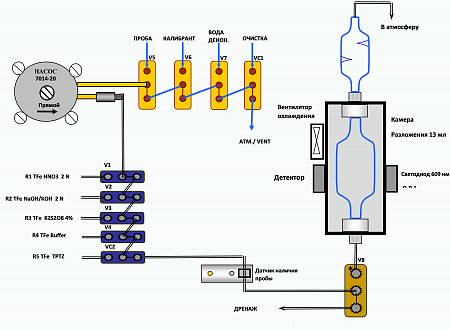 ПРОБА
КАЛИБРАНТ
ВОДА
ДЕИОН.
ОЧИСТКА
В атмосферу
V5
V6
V7
VC1
НАСОС
7014-20
Прямой
ATM./ VENT
Вентилятор
охлаждения
Камера
Разложения 13 мл
Детектор
Светодиод 609 нм
V1
R1 TFe HNO3 2 N
V2
R2 TFe NaOH/KOH 2 N
V3
R3 TFe K2S2O8 4%
V4
R4 TFe Buffer
VC2
R5 TFe TPTZ
Датчик наличия
пробы
V8
ДРЕНАЖ